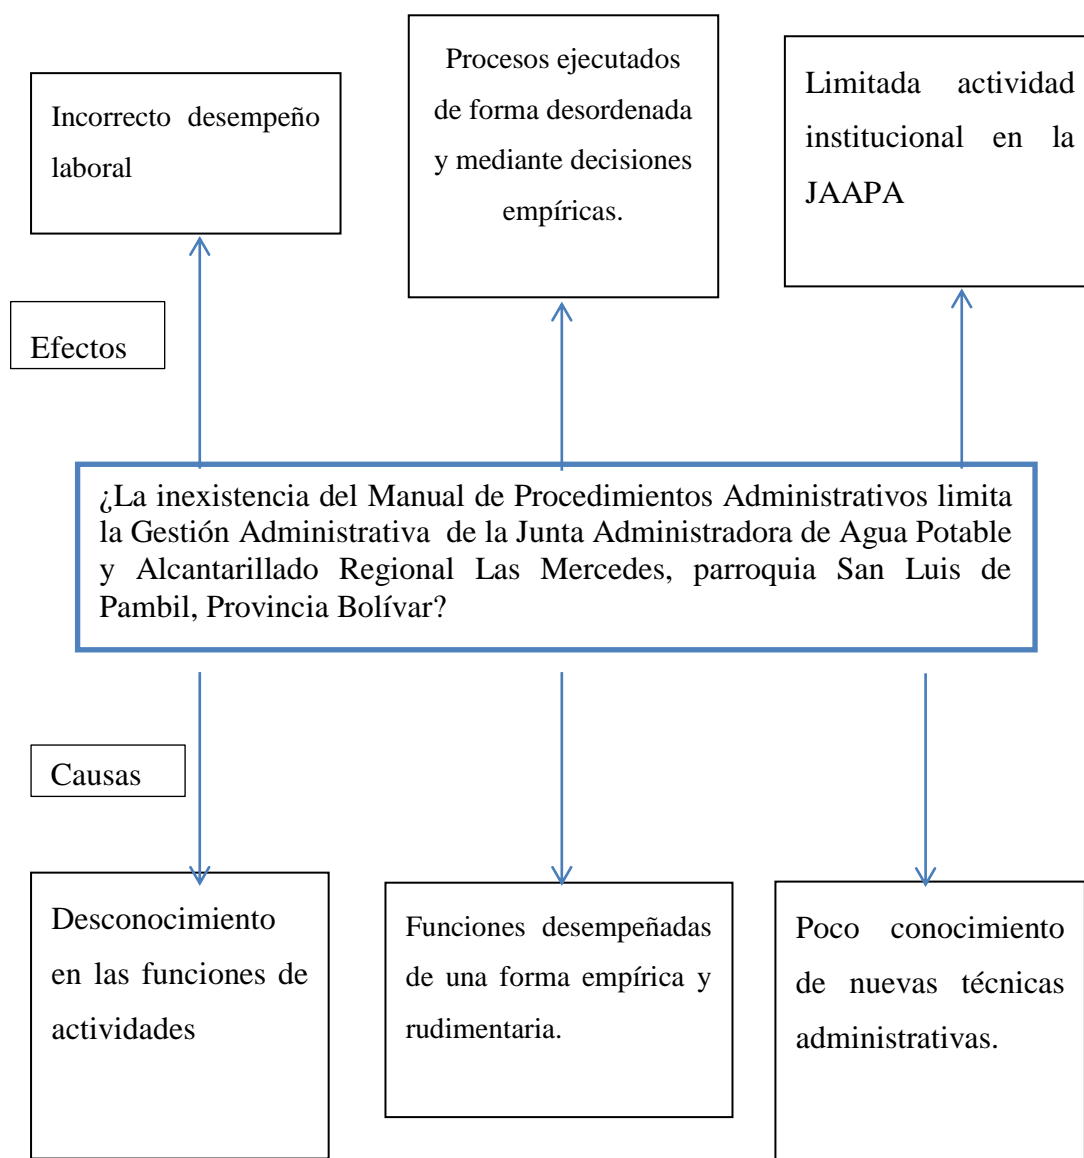 Incorrecto desempeño
laboral
Procesos ejecutados
de forma desordenada
y mediante decisiones
empíricas.
Limitada actividad
institucional en la
JAAPA
Efectos
¿La inexistencia del Manual de Procedimientos Administrativos limita
la Gestión Administrativa de la Junta Administradora de Agua Potable
y Alcantarillado Regional Las Mercedes, parroquia San Luis de
Pambil, Provincia Bolívar?
Causas
Desconocimiento
en las funciones de
actividades
Funciones desempeñadas
de una forma empírica y
rudimentaria.
Poco conocimiento
de nuevas técnicas
administrativas.